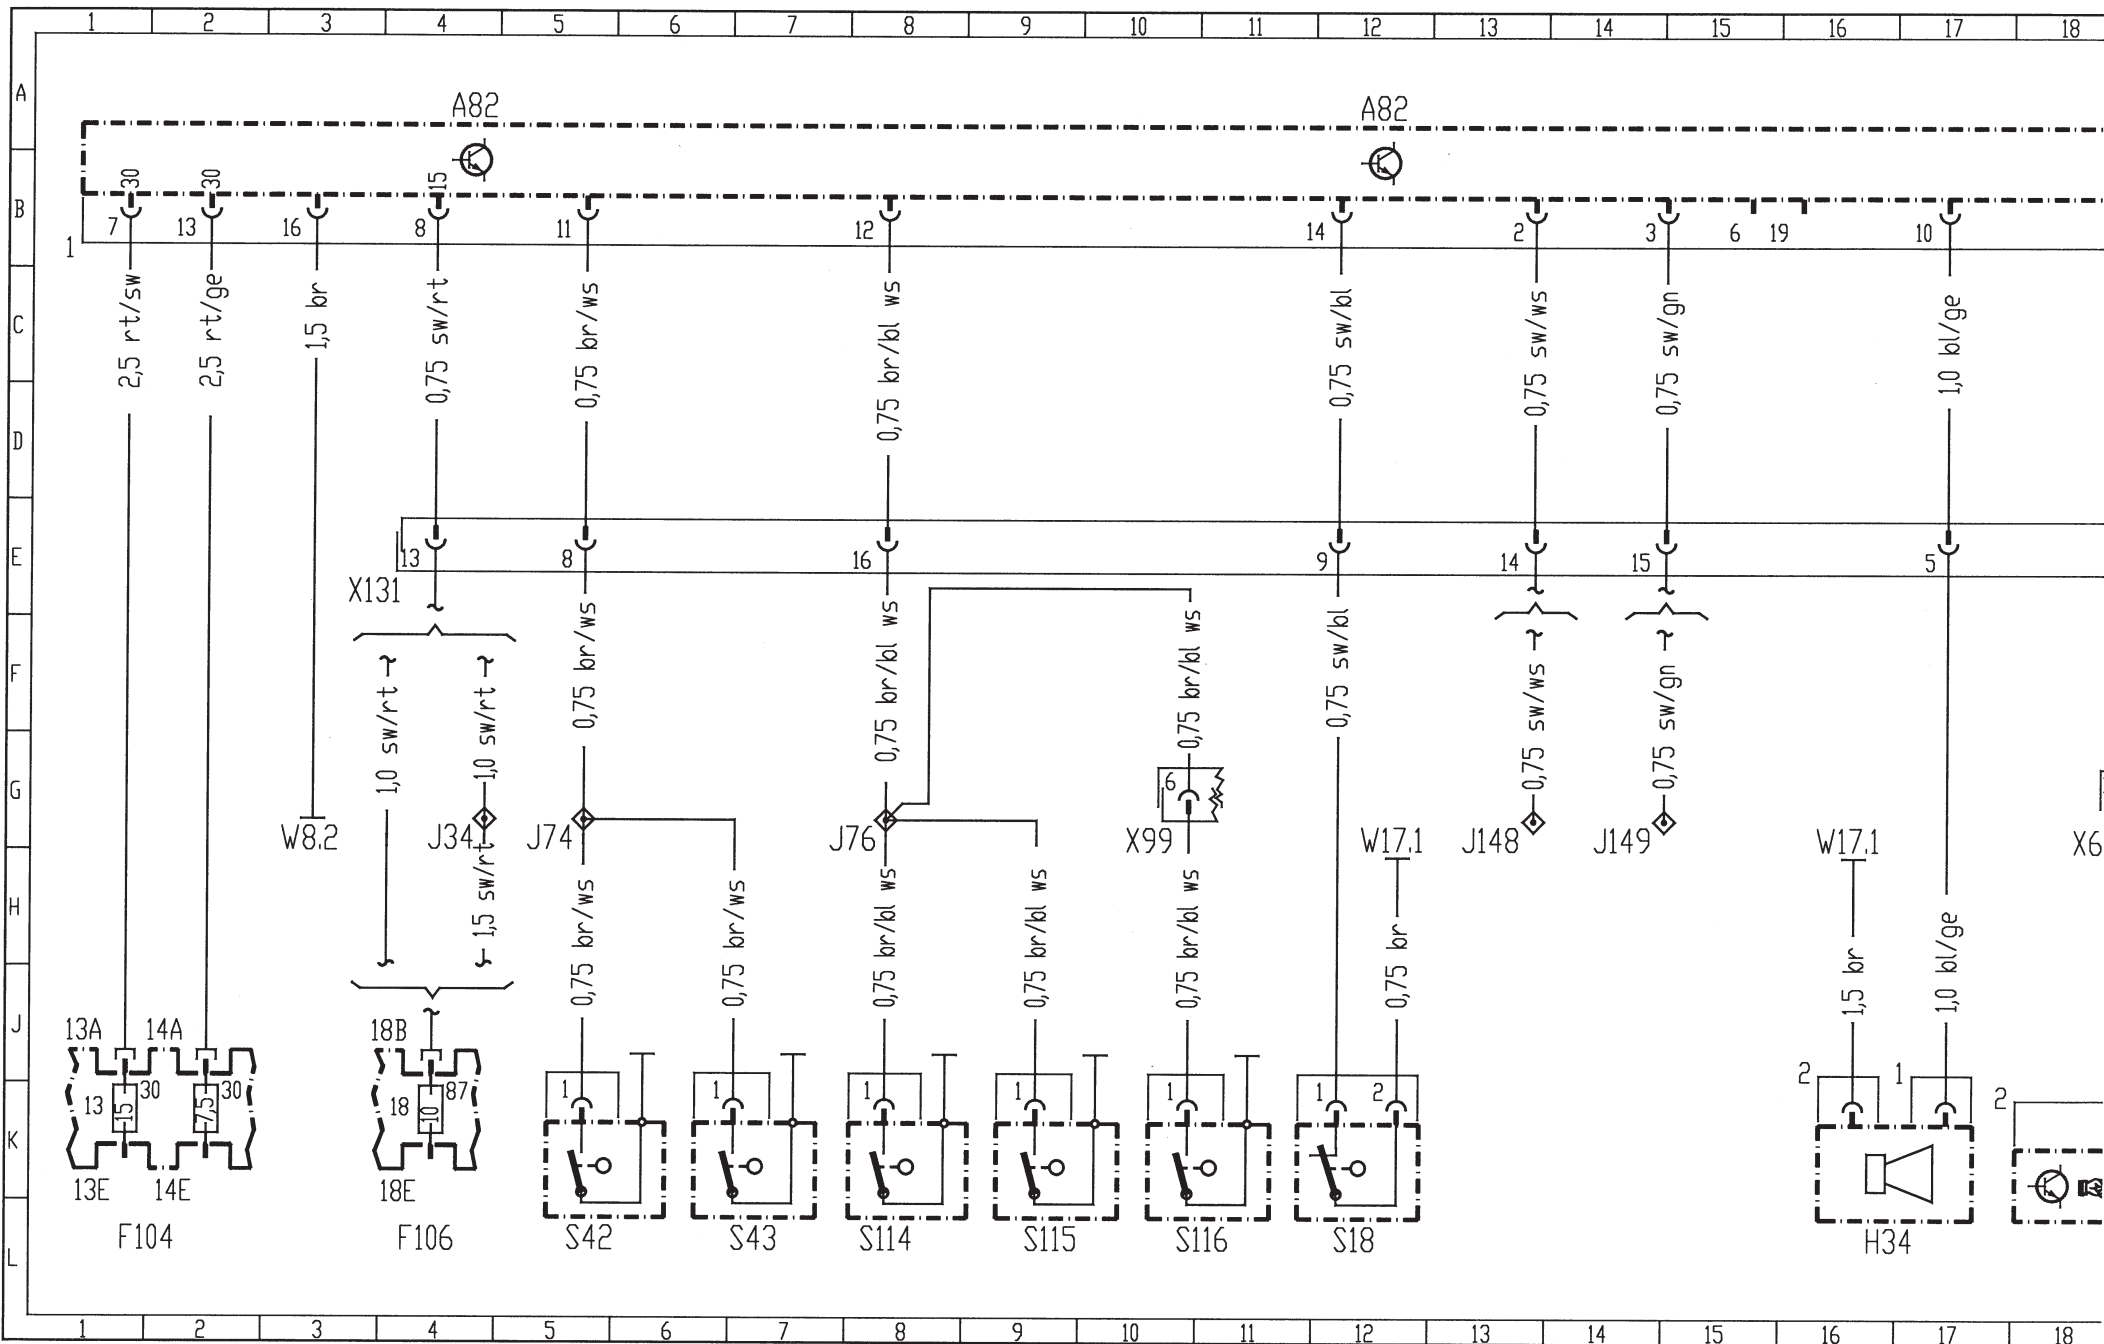 1 2 3 4 5 6 7 8 9 10 11 12 13 14 15 16 17 18
A
A82 A82
30 30 15
B
7 13 16 8 11 12 14 2 3 6 19 10
1
C
2,5 rt/sw
2,5 rt/ge
1,5 br
0,75 sw/rt
0,75 br/ws
0,75 br/bl ws
0,75 sw/bl
0,75 sw/ws
0,75 sw/gn
1,0 bl/ge
D
E
13 8 16 9 14 15 5
X131
F
1,0 sw/rt
1,0 sw/rt
0,75 br/ws
0,75 br/bl ws
0,75 br/bl ws
0,75 sw/bl
0,75 sw/ws
0,75 sw/gn
G
6
W8.2 J34 J74 J76 X99 W17.1 J148 J149 W17.1 X6
H
1,5 sw/rt
0,75 br/ws
0,75 br/ws
0,75 br/bl ws
0,75 br/bl ws
0,75 br/bl ws
0,75 br
1,5 br
1,0 bl/ge
J
13A 14A 18B
1 1 1 1 1 1 2 2 1 2
13 15 30 7,5 30 18 10 87
K
13E 14E 18E
F104 F106 S42 S43 S114 S115 S116 S18 H34
L
1 2 3 4 5 6 7 8 9 10 11 12 13 14 15 16 17 18